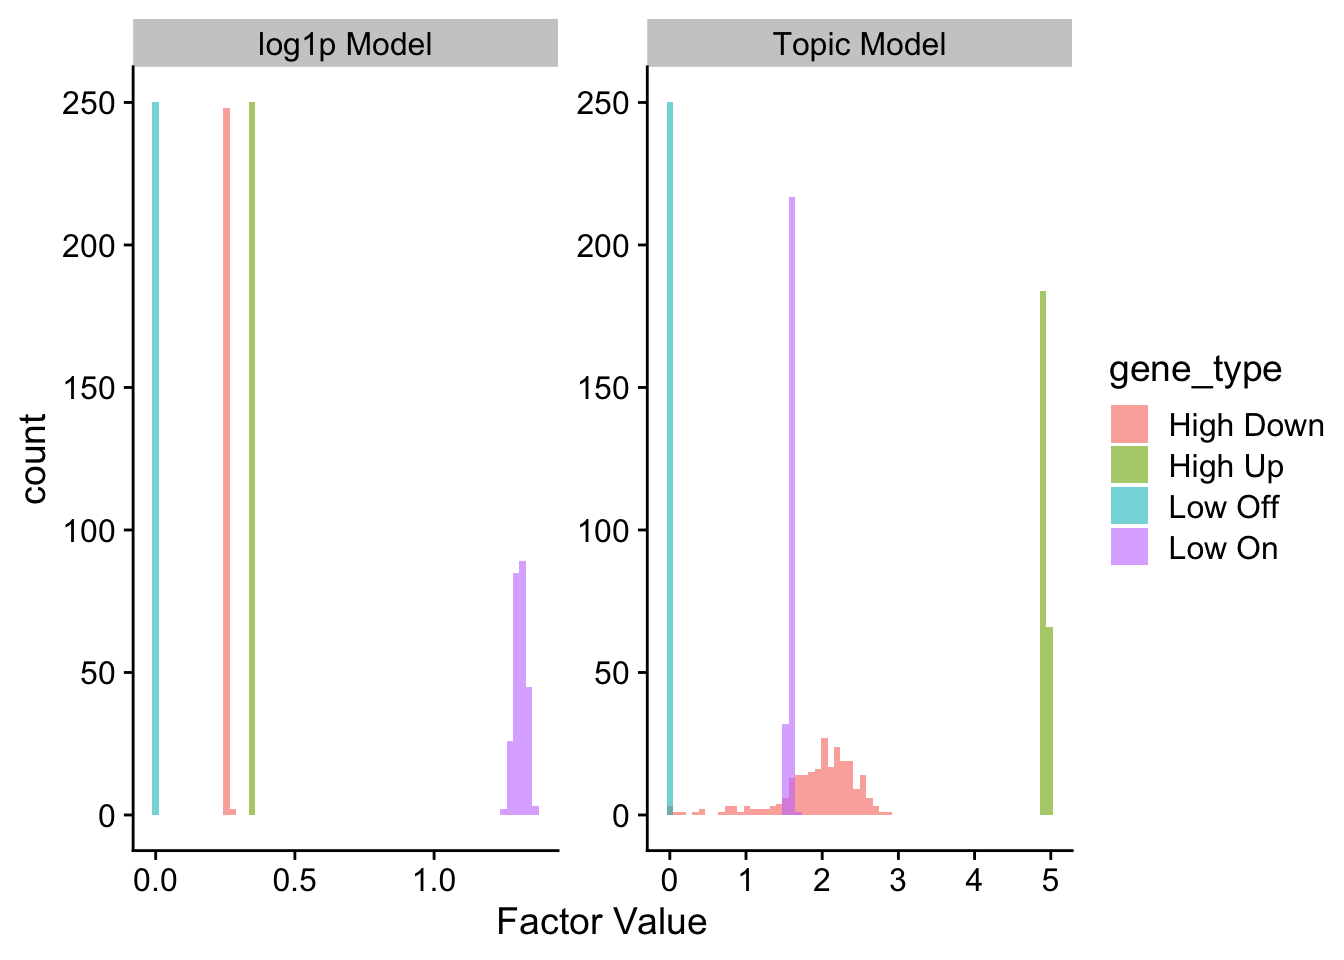 log1p Model
Topic Model
250
200
150
100
50
0
250
200
150
100
50
0
count
0.0 0.5 1.0
0 1 2 3 4 5
Factor Value
gene_type
High Down
High Up
Low Off
Low On